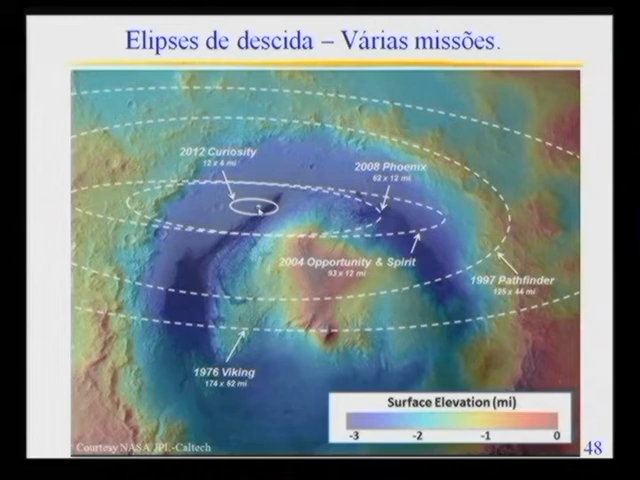 Elipses de descida – Várias missões.
2012 Curiosity
12 x 4 mi
2008 Phoenix
62 x 12 mi
2004 Opportunity & Spirit
93 x 12 mi
1997 Pathfinder
125 x 44 mi
1976 Viking
174 x 62 mi
Surface Elevation (mi)
-3 -2 -1 0
Courtesy NASA/JPL-Caltech
48